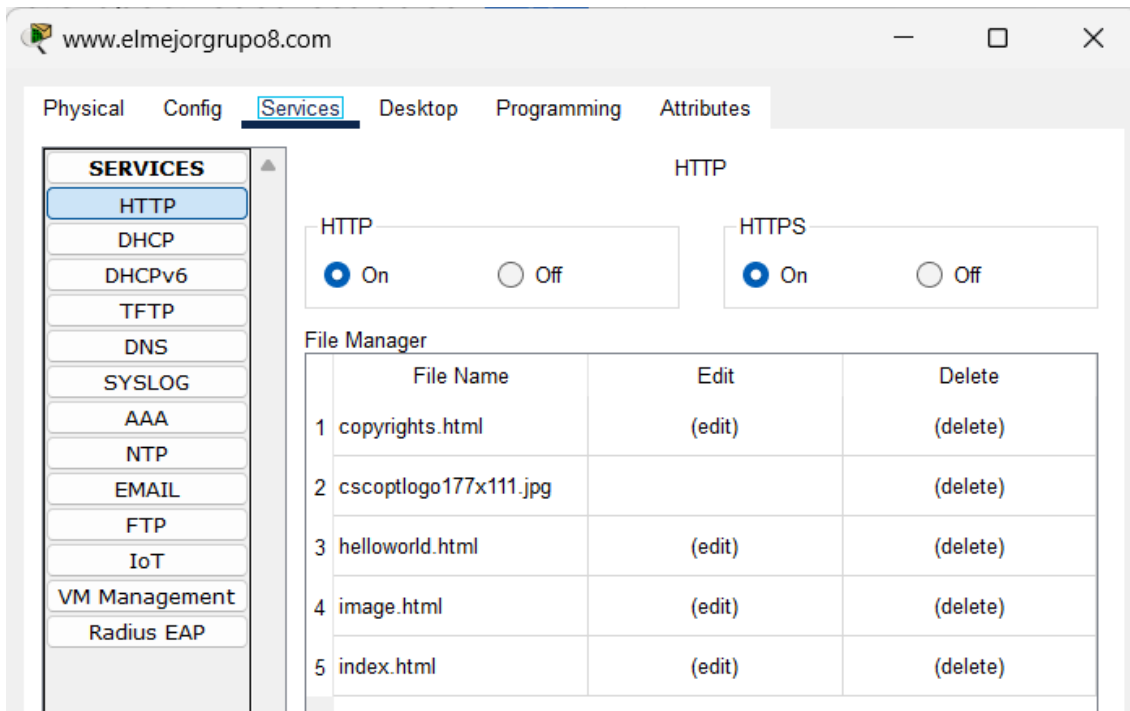 www.elmejorgrupo8.com
Physical Config Services Desktop Programming Attributes
SERVICES
HTTP
DHCP
DHCPv6
TFTP
DNS
SYSLOG
AAA
NTP
EMAIL
FTP
IoT
VM Management
Radius EAP
HTTP
HTTP
On Off
HTTPS
On Off
File Manager
File Name Edit Delete
1 copyrights.html (edit) (delete)
2 cscoptlogo177x111.jpg (delete)
3 helloworld.html (edit) (delete)
4 image.html (edit) (delete)
5 index.html (edit) (delete)